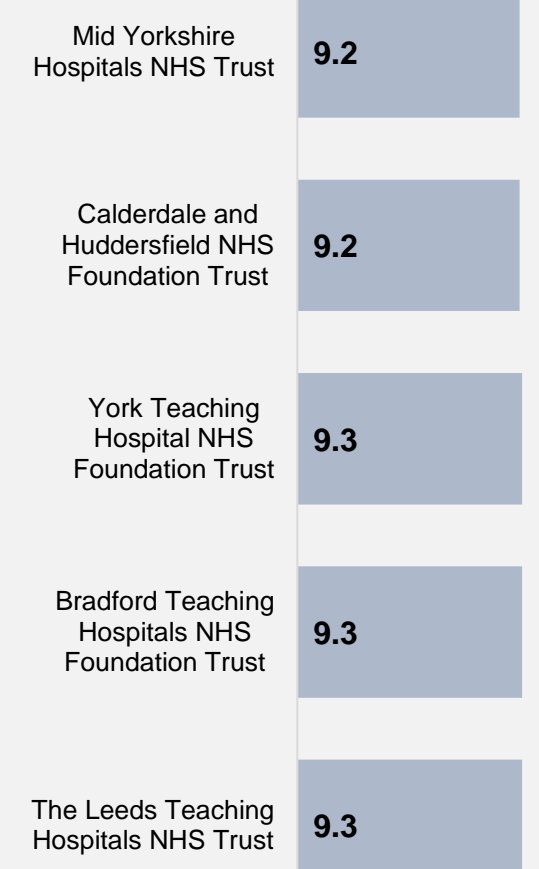 Mid Yorkshire
Hospitals NHS Trust
9.2
Calderdale and
Huddersfield NHS
Foundation Trust
9.2
York Teaching
Hospital NHS
Foundation Trust
9.3
Bradford Teaching
Hospitals NHS
Foundation Trust
9.3
The Leeds Teaching
Hospitals NHS Trust
9.3